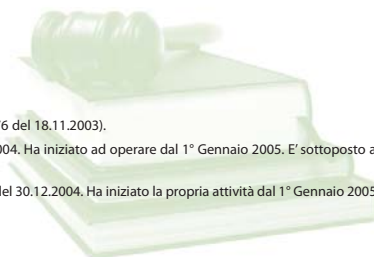 6 del 18.11.2003).
004. Ha iniziato ad operare dal 1° Gennaio 2005. E' sottoposto a
del 30.12.2004. Ha iniziato la propria attività dal 1° Gennaio 2005